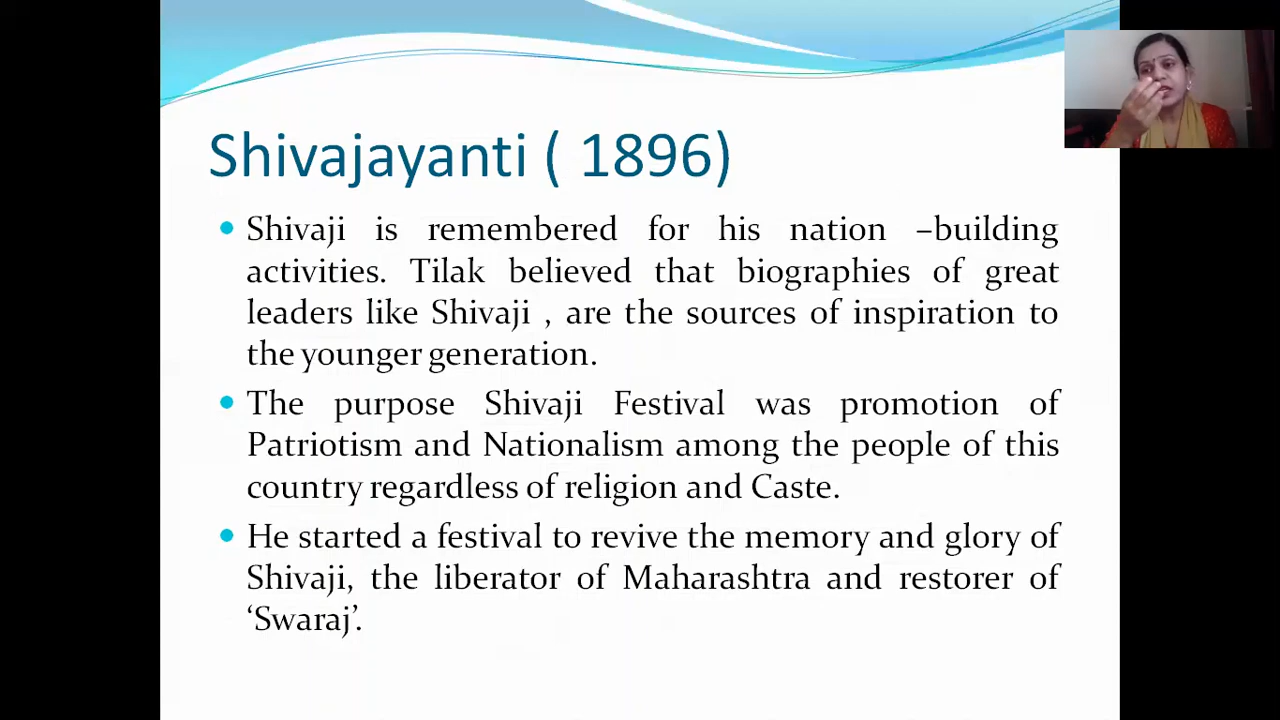 Shivajayanti ( 1896)
Shivaji is remembered for his nation –building
activities. Tilak believed that biographies of great
leaders like Shivaji , are the sources of inspiration to
the younger generation.
The purpose Shivaji Festival was promotion of
Patriotism and Nationalism among the people of this
country regardless of religion and Caste.
He started a festival to revive the memory and glory of
Shivaji, the liberator of Maharashtra and restorer of
‘Swaraj’.